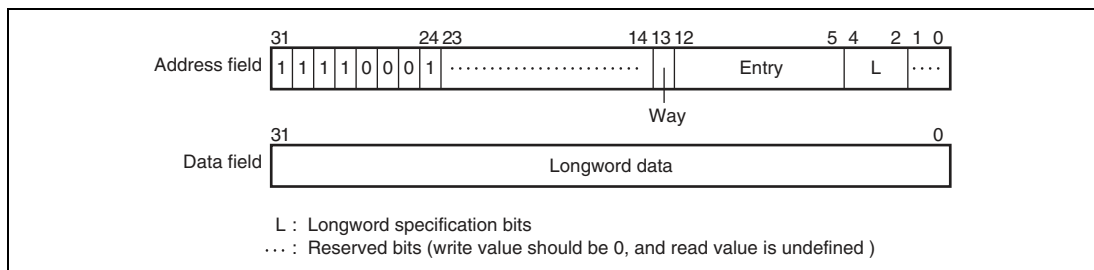 31 24 23 14 13 12 5 4 2 1 0
Address field 1 1 1 1 0 0 0 1 ........................ Entry L ....
Way
31 0
Data field Longword data
L : Longword specification bits
... : Reserved bits (write value should be 0, and read value is undefined )